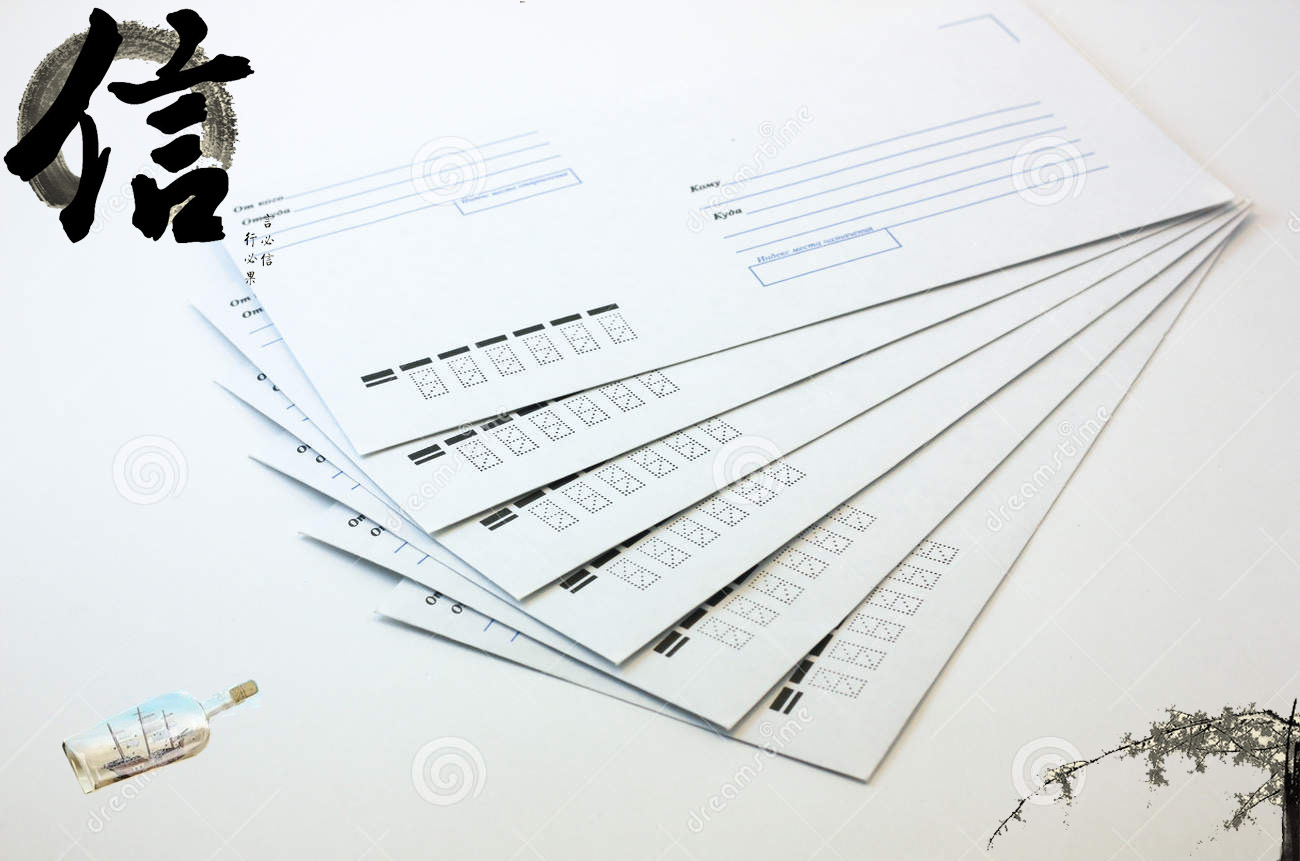 信
言必信
行必果
От кого
Откуда
Индекс места отправления
Кому
Куда
Индекс места назначения
От
От
dreamstime
dreamstime
dreamstime
dreamstime
dreamstime